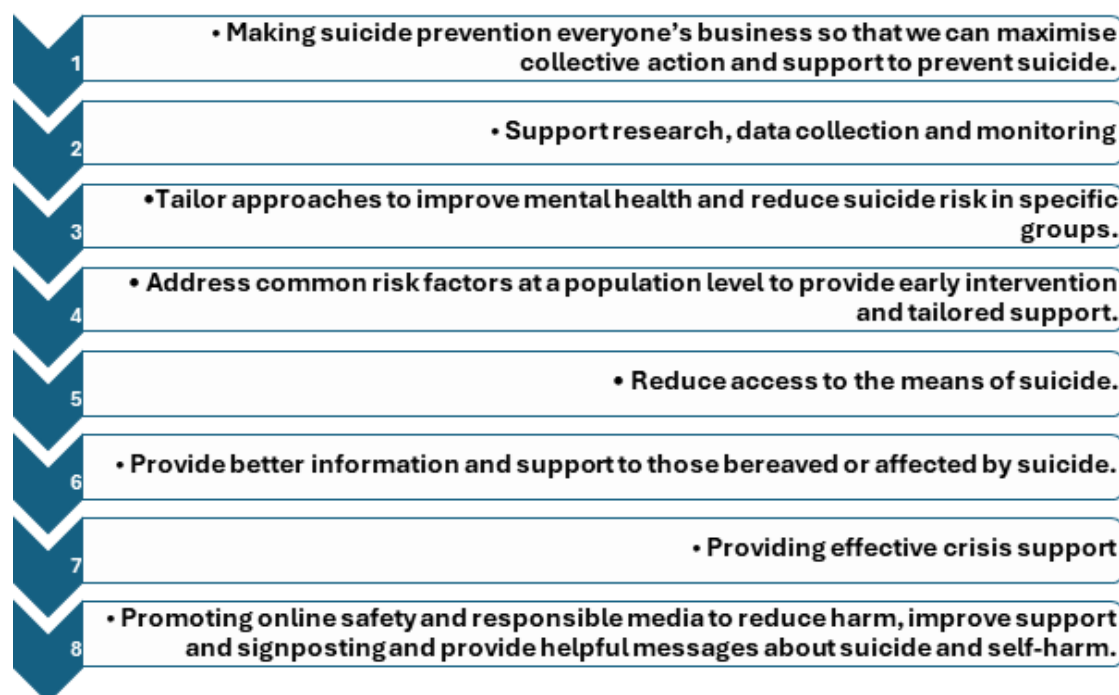 • Making suicide prevention everyone's business so that we can maximise
1 collective action and support to prevent suicide.
2 • Support research, data collection and monitoring
•Tailor approaches to improve mental health and reduce suicide risk in specific
3 groups.
• Address common risk factors at a population level to provide early intervention
4 and tailored support.
5 • Reduce access to the means of suicide.
6 • Provide better information and support to those bereaved or affected by suicide.
7 • Providing effective crisis support
• Promoting online safety and responsible media to reduce harm, improve support
8 and signposting and provide helpful messages about suicide and self-harm.